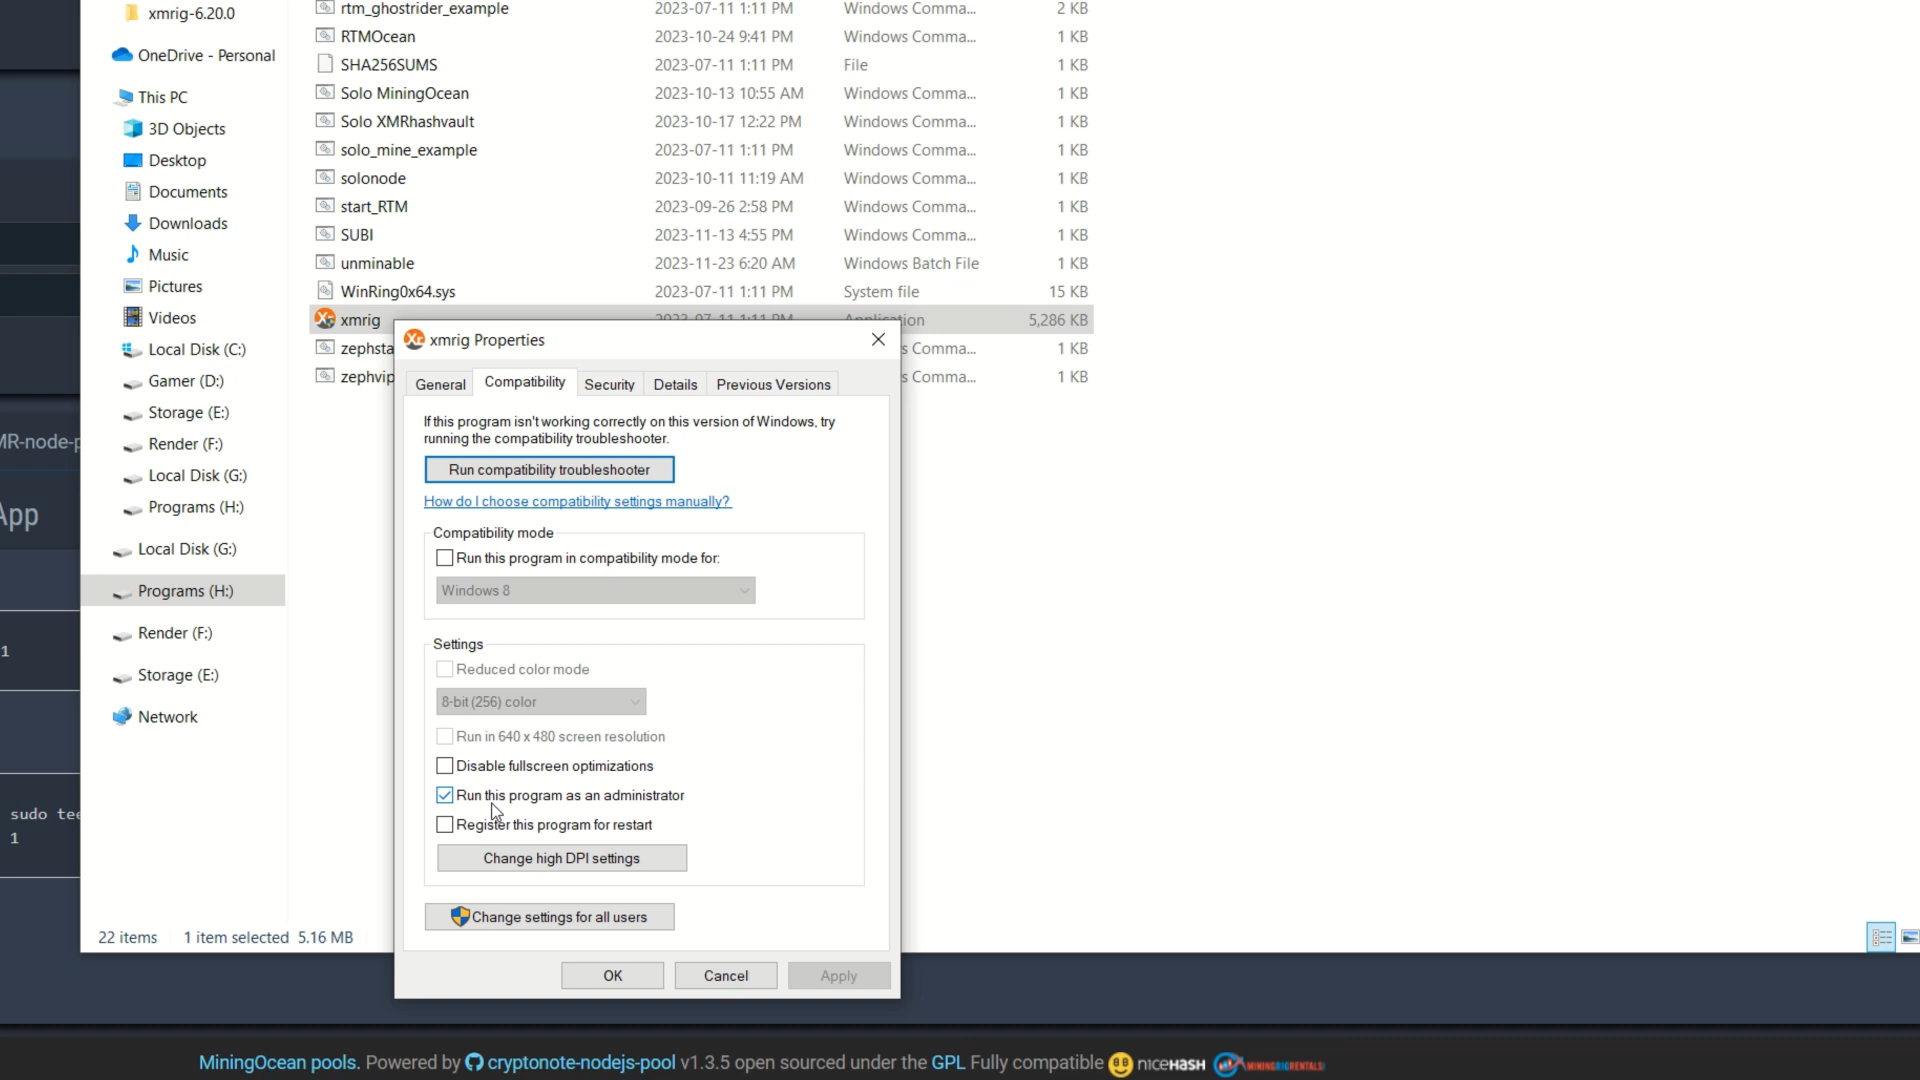 xmrig-6.20.0
OneDrive - Personal
This PC
3D Objects
Desktop
Documents
Downloads
Music
Pictures
Videos
Local Disk (C:)
Gamer (D:)
Storage (E:)
Render (F:)
Local Disk (G:)
Programs (H:)
Local Disk (G:)
Programs (H:)
Render (F:)
Storage (E:)
Network
rtm_ghostrider_example 2023-07-11 1:11 PM Windows Comma... 2 KB
RTMOcean 2023-10-24 9:41 PM Windows Comma... 1 KB
SHA256SUMS 2023-07-11 1:11 PM File 1 KB
Solo MiningOcean 2023-10-13 10:55 AM Windows Comma... 1 KB
Solo XMRhashvault 2023-10-17 12:22 PM Windows Comma... 1 KB
solo_mine_example 2023-07-11 1:11 PM Windows Comma... 1 KB
solonode 2023-10-11 11:19 AM Windows Comma... 1 KB
start_RTM 2023-09-26 2:58 PM Windows Comma... 1 KB
SUBI 2023-11-13 4:55 PM Windows Comma... 1 KB
unminable 2023-11-23 6:20 AM Windows Batch File 1 KB
WinRing0x64.sys 2023-07-11 1:11 PM System file 15 KB
xmrig 2023-07-11 1:11 PM Application 5,286 KB
zephsta s Comma... 1 KB
zephvip s Comma... 1 KB
xmrig Properties
General Compatibility Security Details Previous Versions
If this program isn't working correctly on this version of Windows, try
running the compatibility troubleshooter.
Run compatibility troubleshooter
How do I choose compatibility settings manually?
Compatibility mode
Run this program in compatibility mode for:
Windows 8
Settings
Reduced color mode
8-bit (256) color
Run in 640 x 480 screen resolution
Disable fullscreen optimizations
Run this program as an administrator
Register this program for restart
Change high DPI settings
Change settings for all users
OK Cancel Apply
22 items 1 item selected 5.16 MB
MR-node-p
App
1
sudo tee
1
MiningOcean pools. Powered by cryptonote-nodejs-pool v1.3.5 open sourced under the GPL Fully compatible NICEHASH MININGRIGRENTALS